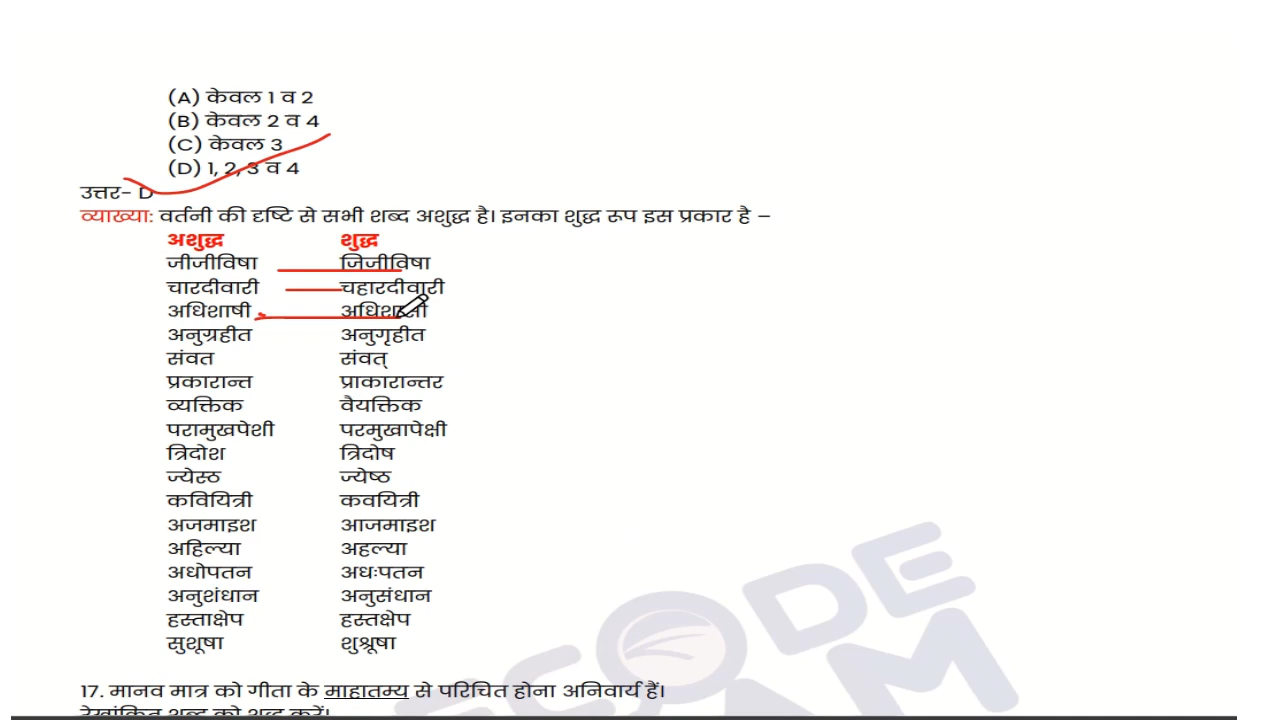 (A) केवल 1 व 2
(B) केवल 2 व 4
(C) केवल 3
(D) 1, 2, 3 व 4
उत्तर- D
व्याख्या: वर्तनी की दृष्टि से सभी शब्द अशुद्ध है। इनका शुद्ध रूप इस प्रकार है –
अशुद्ध शुद्ध
जीजीविषा जिजीविषा
चारदीवारी चहारदीवारी
अधिशाषी अधिशासी
अनुग्रहीत अनुगृहीत
संवत संवत्
प्रकारान्त प्राकारान्तर
व्यक्तिक वैयक्तिक
परामुखपेशी परमुखापेक्षी
त्रिदोश त्रिदोष
ज्येस्ठ ज्येष्ठ
कवियित्री कवयित्री
अजमाइश आजमाइश
अहिल्या अहल्या
अधोपतन अधःपतन
अनुशंधान अनुसंधान
हस्ताक्षेप हस्तक्षेप
सुशूषा शुश्रूषा
17. मानव मात्र को गीता के माहातम्य से परिचित होना अनिवार्य हैं।
रेखांकित शब्द को शुद्ध करें।